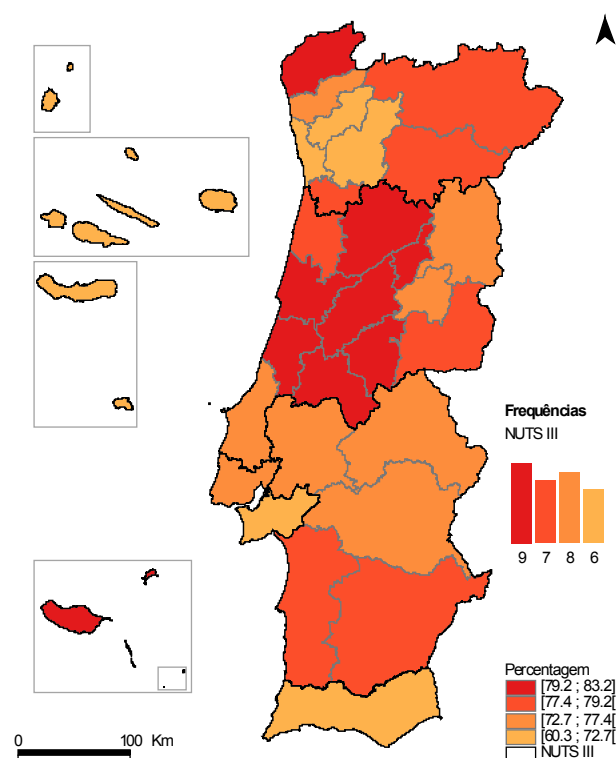 Frequências
NUTS III
9 7 8 6
Percentagem
[79.2 ; 83.2[
[77.4 ; 79.2[
[72.7 ; 77.4[
[60.3 ; 72.7[
NUTS III
0 100 Km